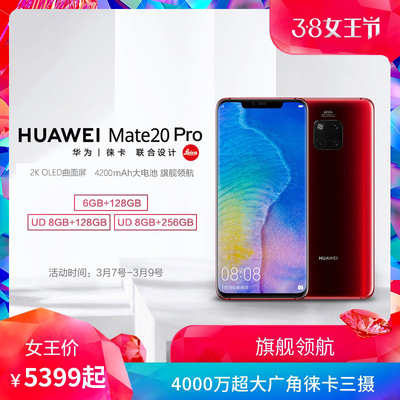 38女王节
HUAWEI Mate20 Pro
华为 | 徕卡 联合设计 Leica
2K OLED曲面屏 4200mAh大电池 旗舰领航
6GB+128GB
UD 8GB+128GB UD 8GB+256GB
活动时间：3月7号-3月9号
08:08
HUAWEI
女王价
¥5399起
旗舰领航
4000万超大广角徕卡三摄